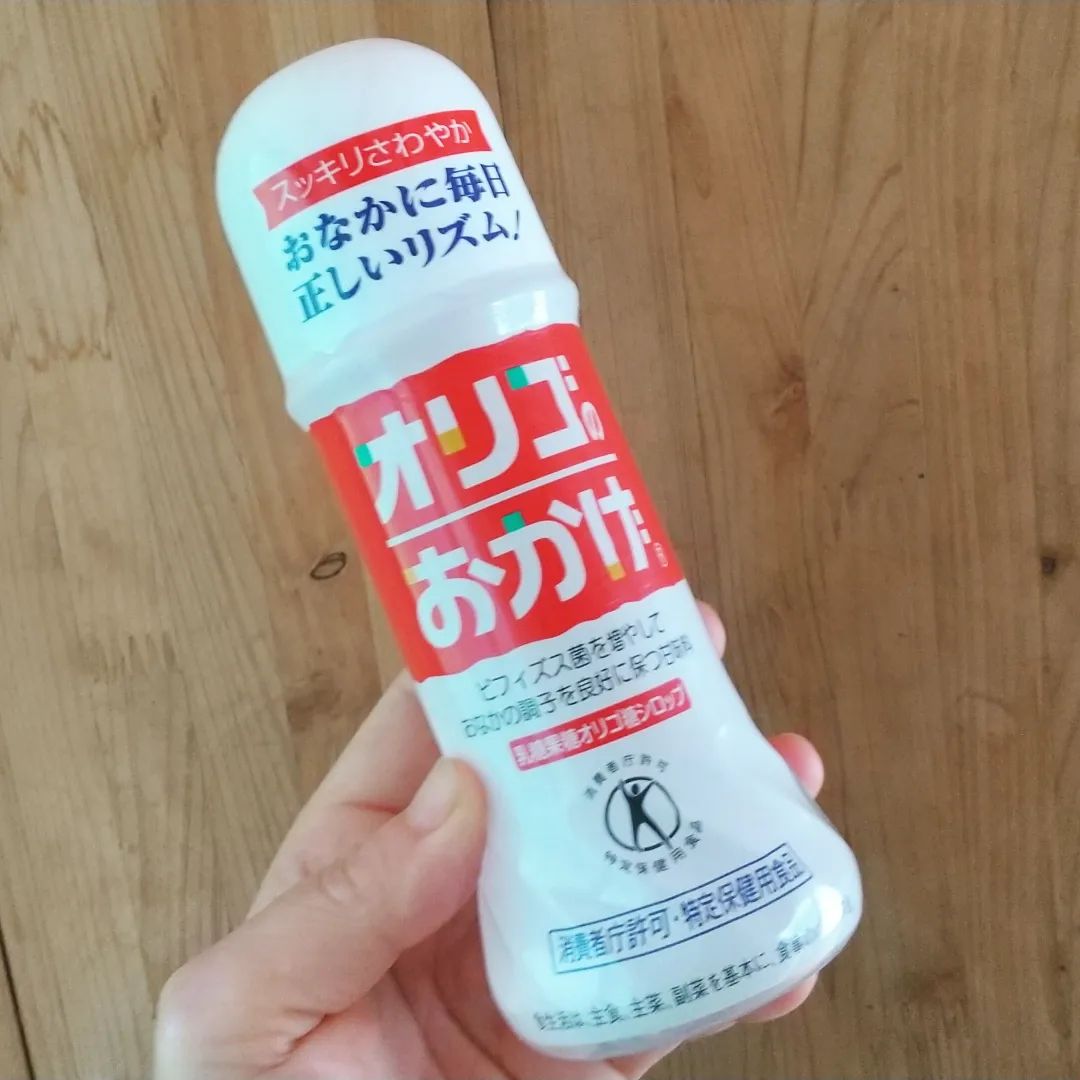 スッキリさわやか
おなかに毎日
正しいリズム!
オリゴの
おかげ®
ビフィズス菌を増やして
おなかの調子を良好に保つ甘味料
乳糖果糖オリゴ糖シロップ
消費者庁許可
特定保健用食品
消費者庁許可・特定保健用食品
食生活は、主食、主菜、副菜を基本に、食事の